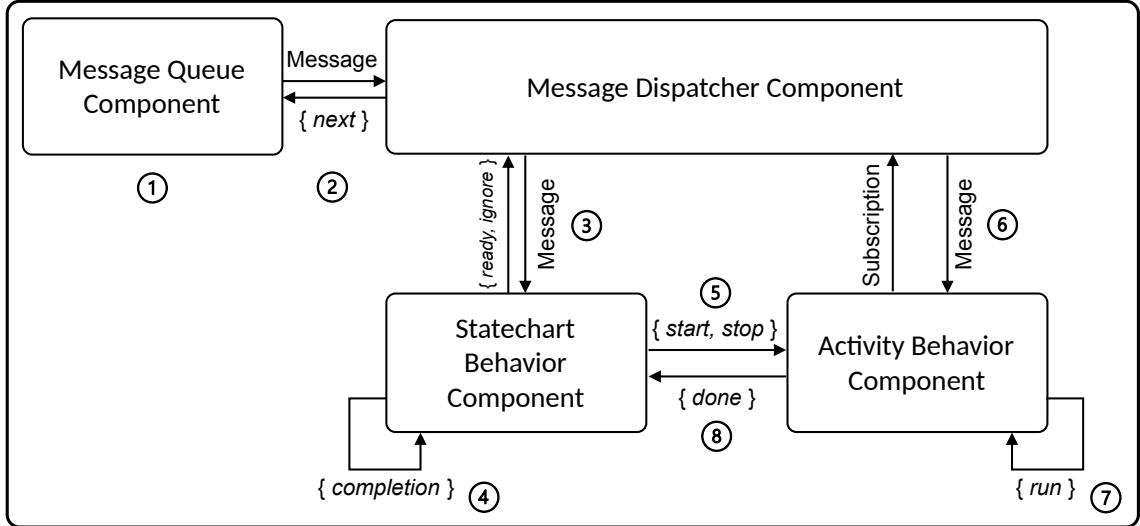 Message Queue
Component
Message
{ next }
Message Dispatcher Component
1
2
{ ready, ignore }
Message
3
Subscription
Message
6
Statechart
Behavior
Component
5
{ start, stop }
{ done }
8
Activity Behavior
Component
{ completion }
4
{ run }
7